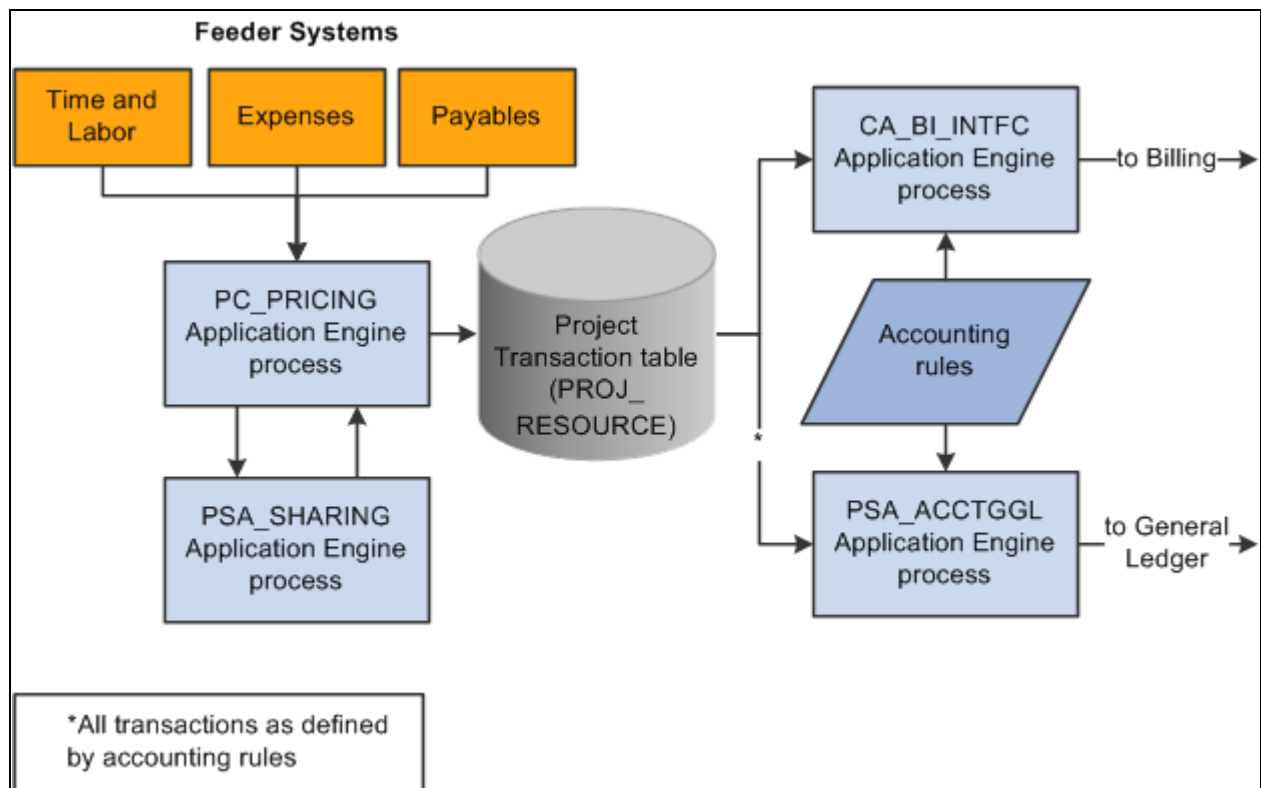 Feeder Systems
Time and
Labor
Expenses
Payables
PC_PRICING
Application Engine
process
PSA_SHARING
Application Engine
process
Project
Transaction table
(PROJ_
RESOURCE)
*
CA_BI_INTFC
Application Engine
process
to Billing
Accounting
rules
PSA_ACCTGGL
Application Engine
process
to General
Ledger
*All transactions as defined
by accounting rules